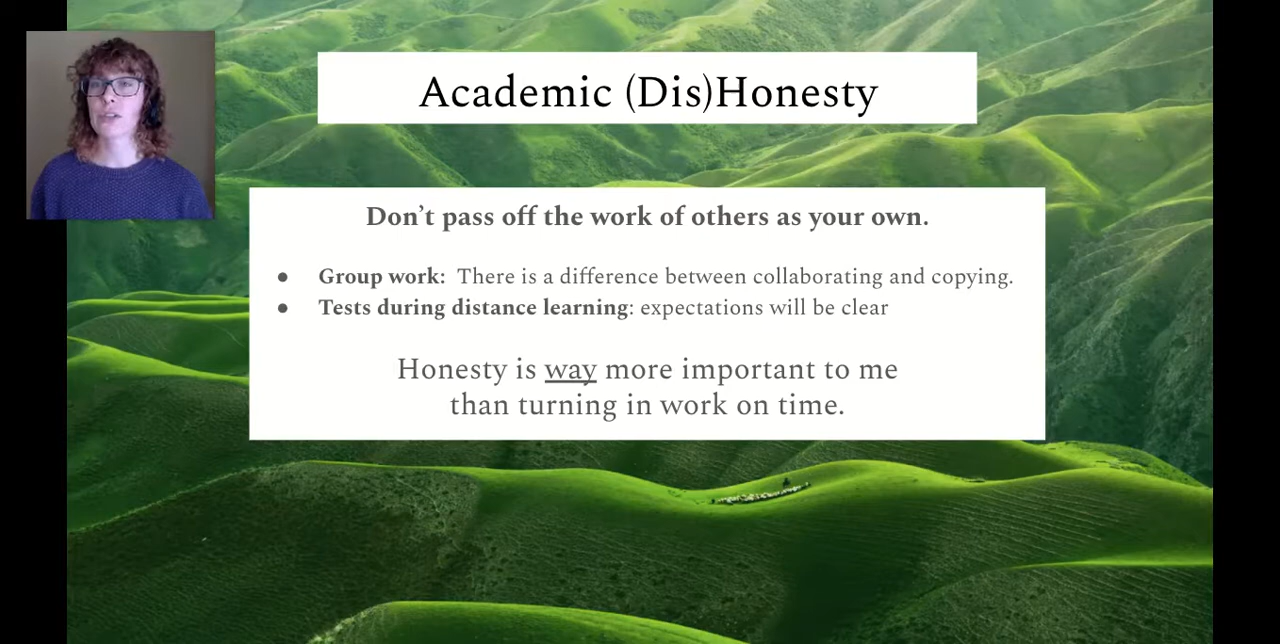 Academic (Dis)Honesty
Don’t pass off the work of others as your own.
● Group work:  There is a difference between collaborating and copying.
● Tests during distance learning: expectations will be clear
Honesty is way more important to me
than turning in work on time.